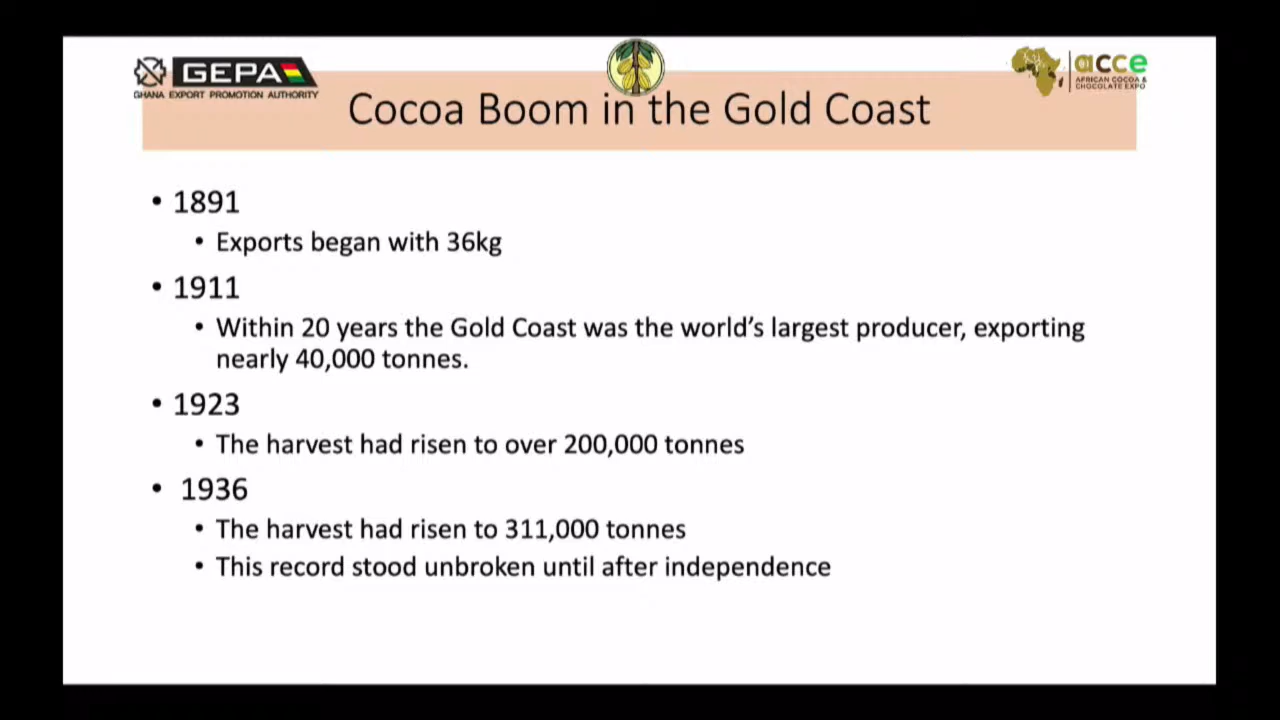 GEPA
GHANA EXPORT PROMOTION AUTHORITY
acce
AFRICAN COCOA &
CHOCOLATE EXPO
Cocoa Boom in the Gold Coast
• 1891
• Exports began with 36kg
• 1911
• Within 20 years the Gold Coast was the world's largest producer, exporting
nearly 40,000 tonnes.
• 1923
• The harvest had risen to over 200,000 tonnes
• 1936
• The harvest had risen to 311,000 tonnes
• This record stood unbroken until after independence